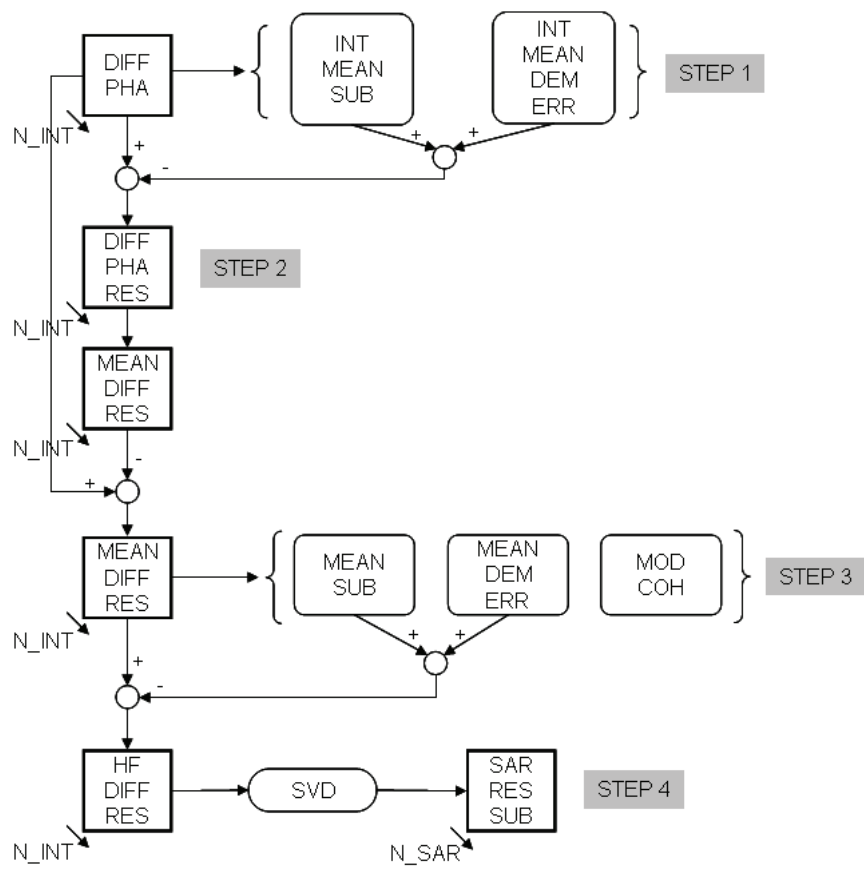 DIFF
PHA
INT
MEAN
SUB
INT
MEAN
DEM
ERR
STEP 1
N_INT
+
+
+
-
DIFF
PHA
RES
STEP 2
N_INT
MEAN
DIFF
RES
N_INT
-
+
MEAN
DIFF
RES
MEAN
SUB
MEAN
DEM
ERR
MOD
COH
STEP 3
N_INT
+
+
+
-
HF
DIFF
RES
SVD
SAR
RES
SUB
STEP 4
N_INT
N_SAR